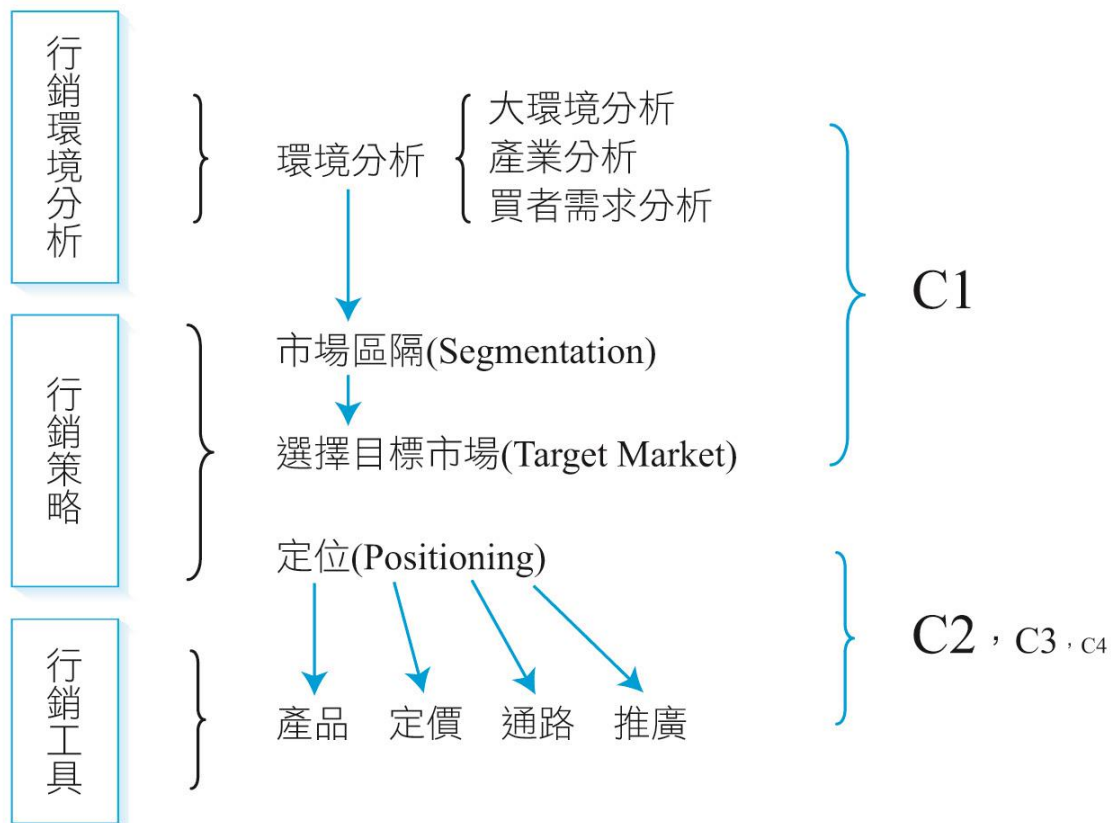 行銷環境分析
環境分析
大環境分析
產業分析
買者需求分析
C1
行銷策略
市場區隔(Segmentation)
選擇目標市場(Target Market)
定位(Positioning)
C2，C3，C4
行銷工具
產品 定價 通路 推廣